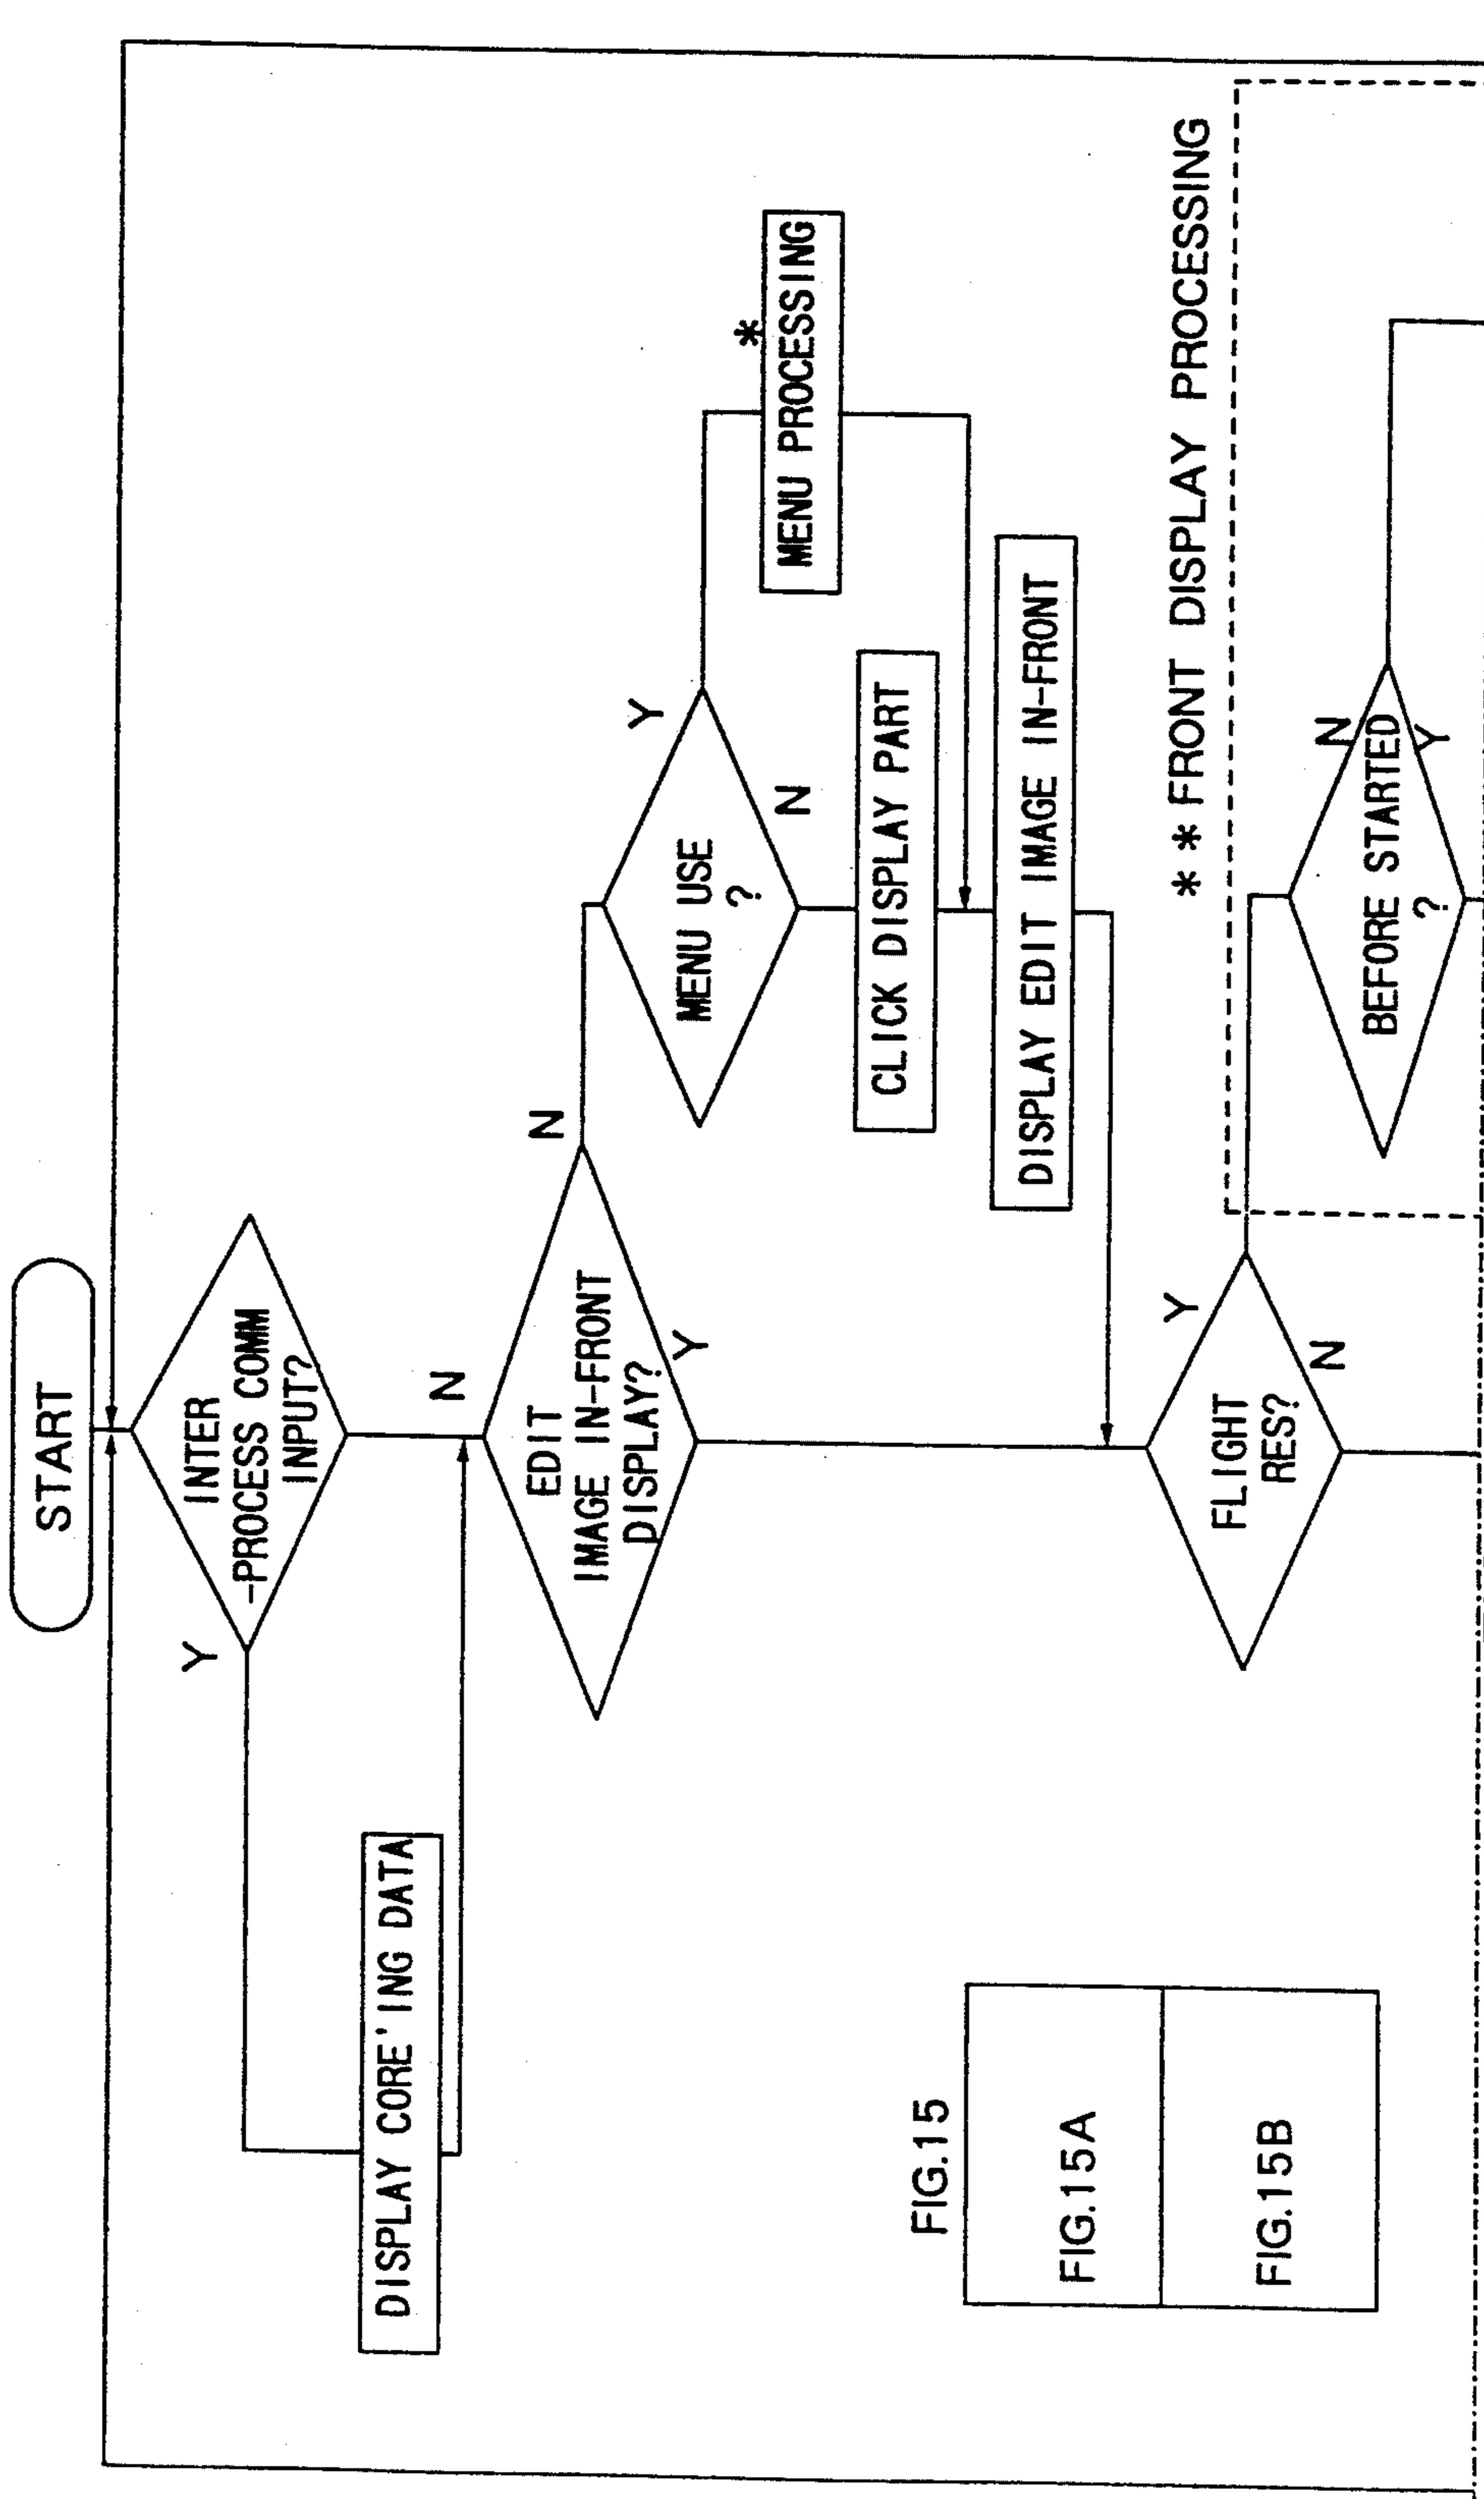 START
INTER
-PROCESS COMM
INPUT?
Y
N
DISPLAY CORE'ING DATA
EDIT
IMAGE IN-FRONT
DISPLAY?
N
Y
MENU USE
?
Y
N
*
MENU PROCESSING
CLICK DISPLAY PART
DISPLAY EDIT IMAGE IN-FRONT
FLIGHT
RES?
Y
N
* * FRONT DISPLAY PROCESSING
BEFORE STARTED
?
N
Y
FIG.15
FIG.15A
FIG.15B